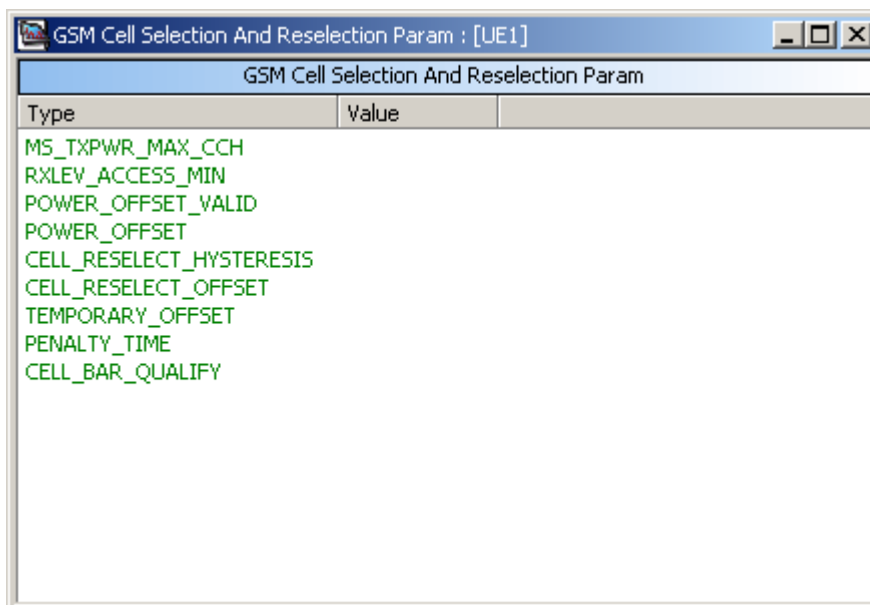 GSM Cell Selection And Reselection Param : [UE1]
GSM Cell Selection And Reselection Param
Type Value
MS_TXPWR_MAX_CCH
RXLEV_ACCESS_MIN
POWER_OFFSET_VALID
POWER_OFFSET
CELL_RESELECT_HYSTERESIS
CELL_RESELECT_OFFSET
TEMPORARY_OFFSET
PENALTY_TIME
CELL_BAR_QUALIFY